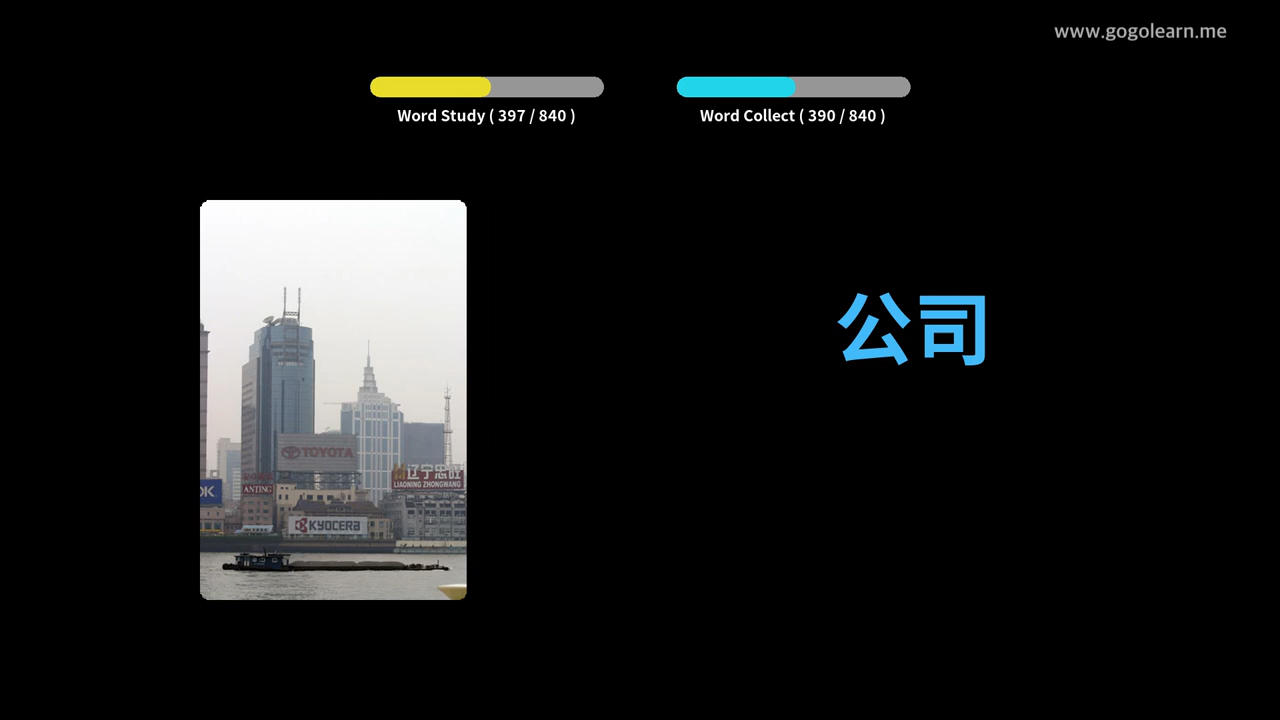 www.gogolearn.me
Word Study ( 397 / 840 )
Word Collect ( 390 / 840 )
公司
TOYOTA
辽宁忠旺
LIAONING ZHONGWANG
OK
ANTING
KYOCERA